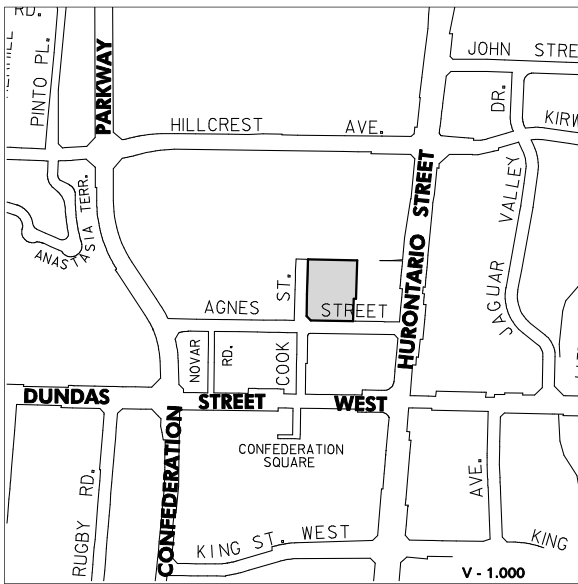 RD.
PINTO PL.
PARKWAY
JOHN STRE
DR.
HILLCREST AVE.
KIRW
ANASTASIA TERR.
HURONTARIO STREET
JAGUAR VALLEY
AGNES STREET
COOK ST.
NOVAR RD.
DUNDAS STREET WEST
CONFEDERATION
SQUARE
CONFEDERATION
RUGBY RD.
AVE.
KING ST. WEST
KING
V - 1.000